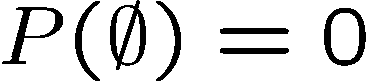 P(∅) = 0